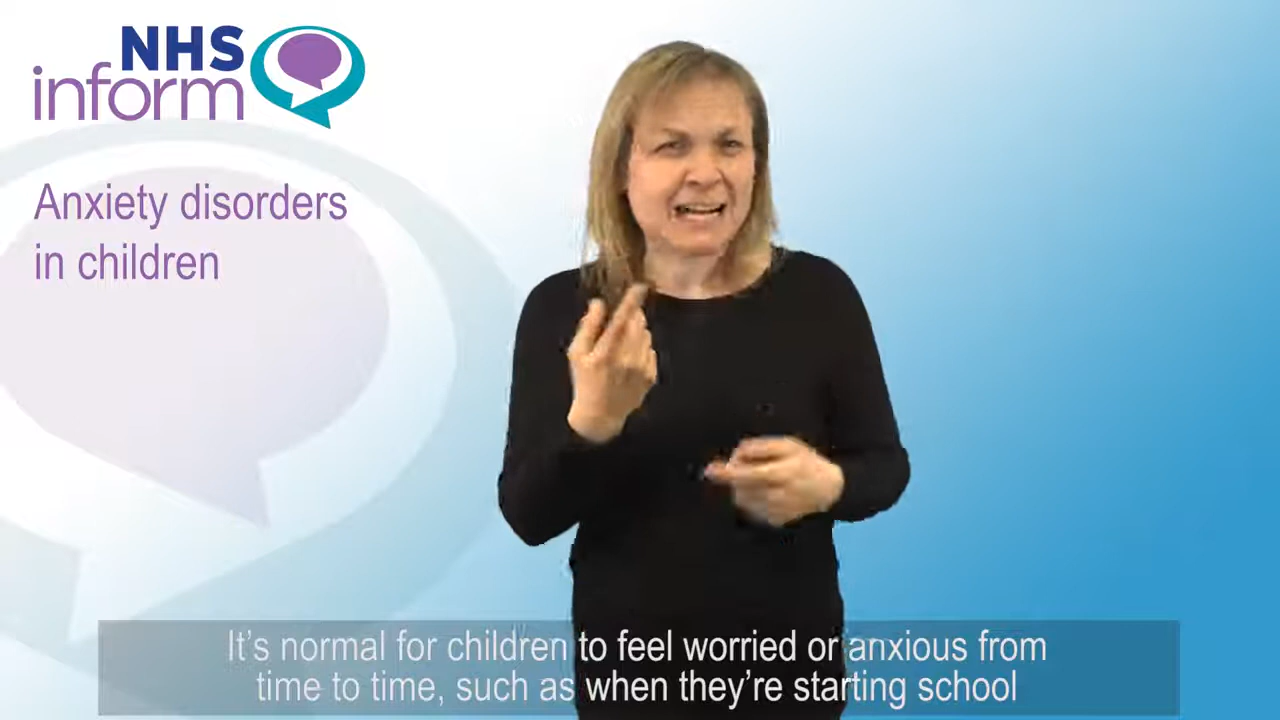 NHS
inform
Anxiety disorders
in children
It's normal for children to feel worried or anxious from
time to time, such as when they're starting school